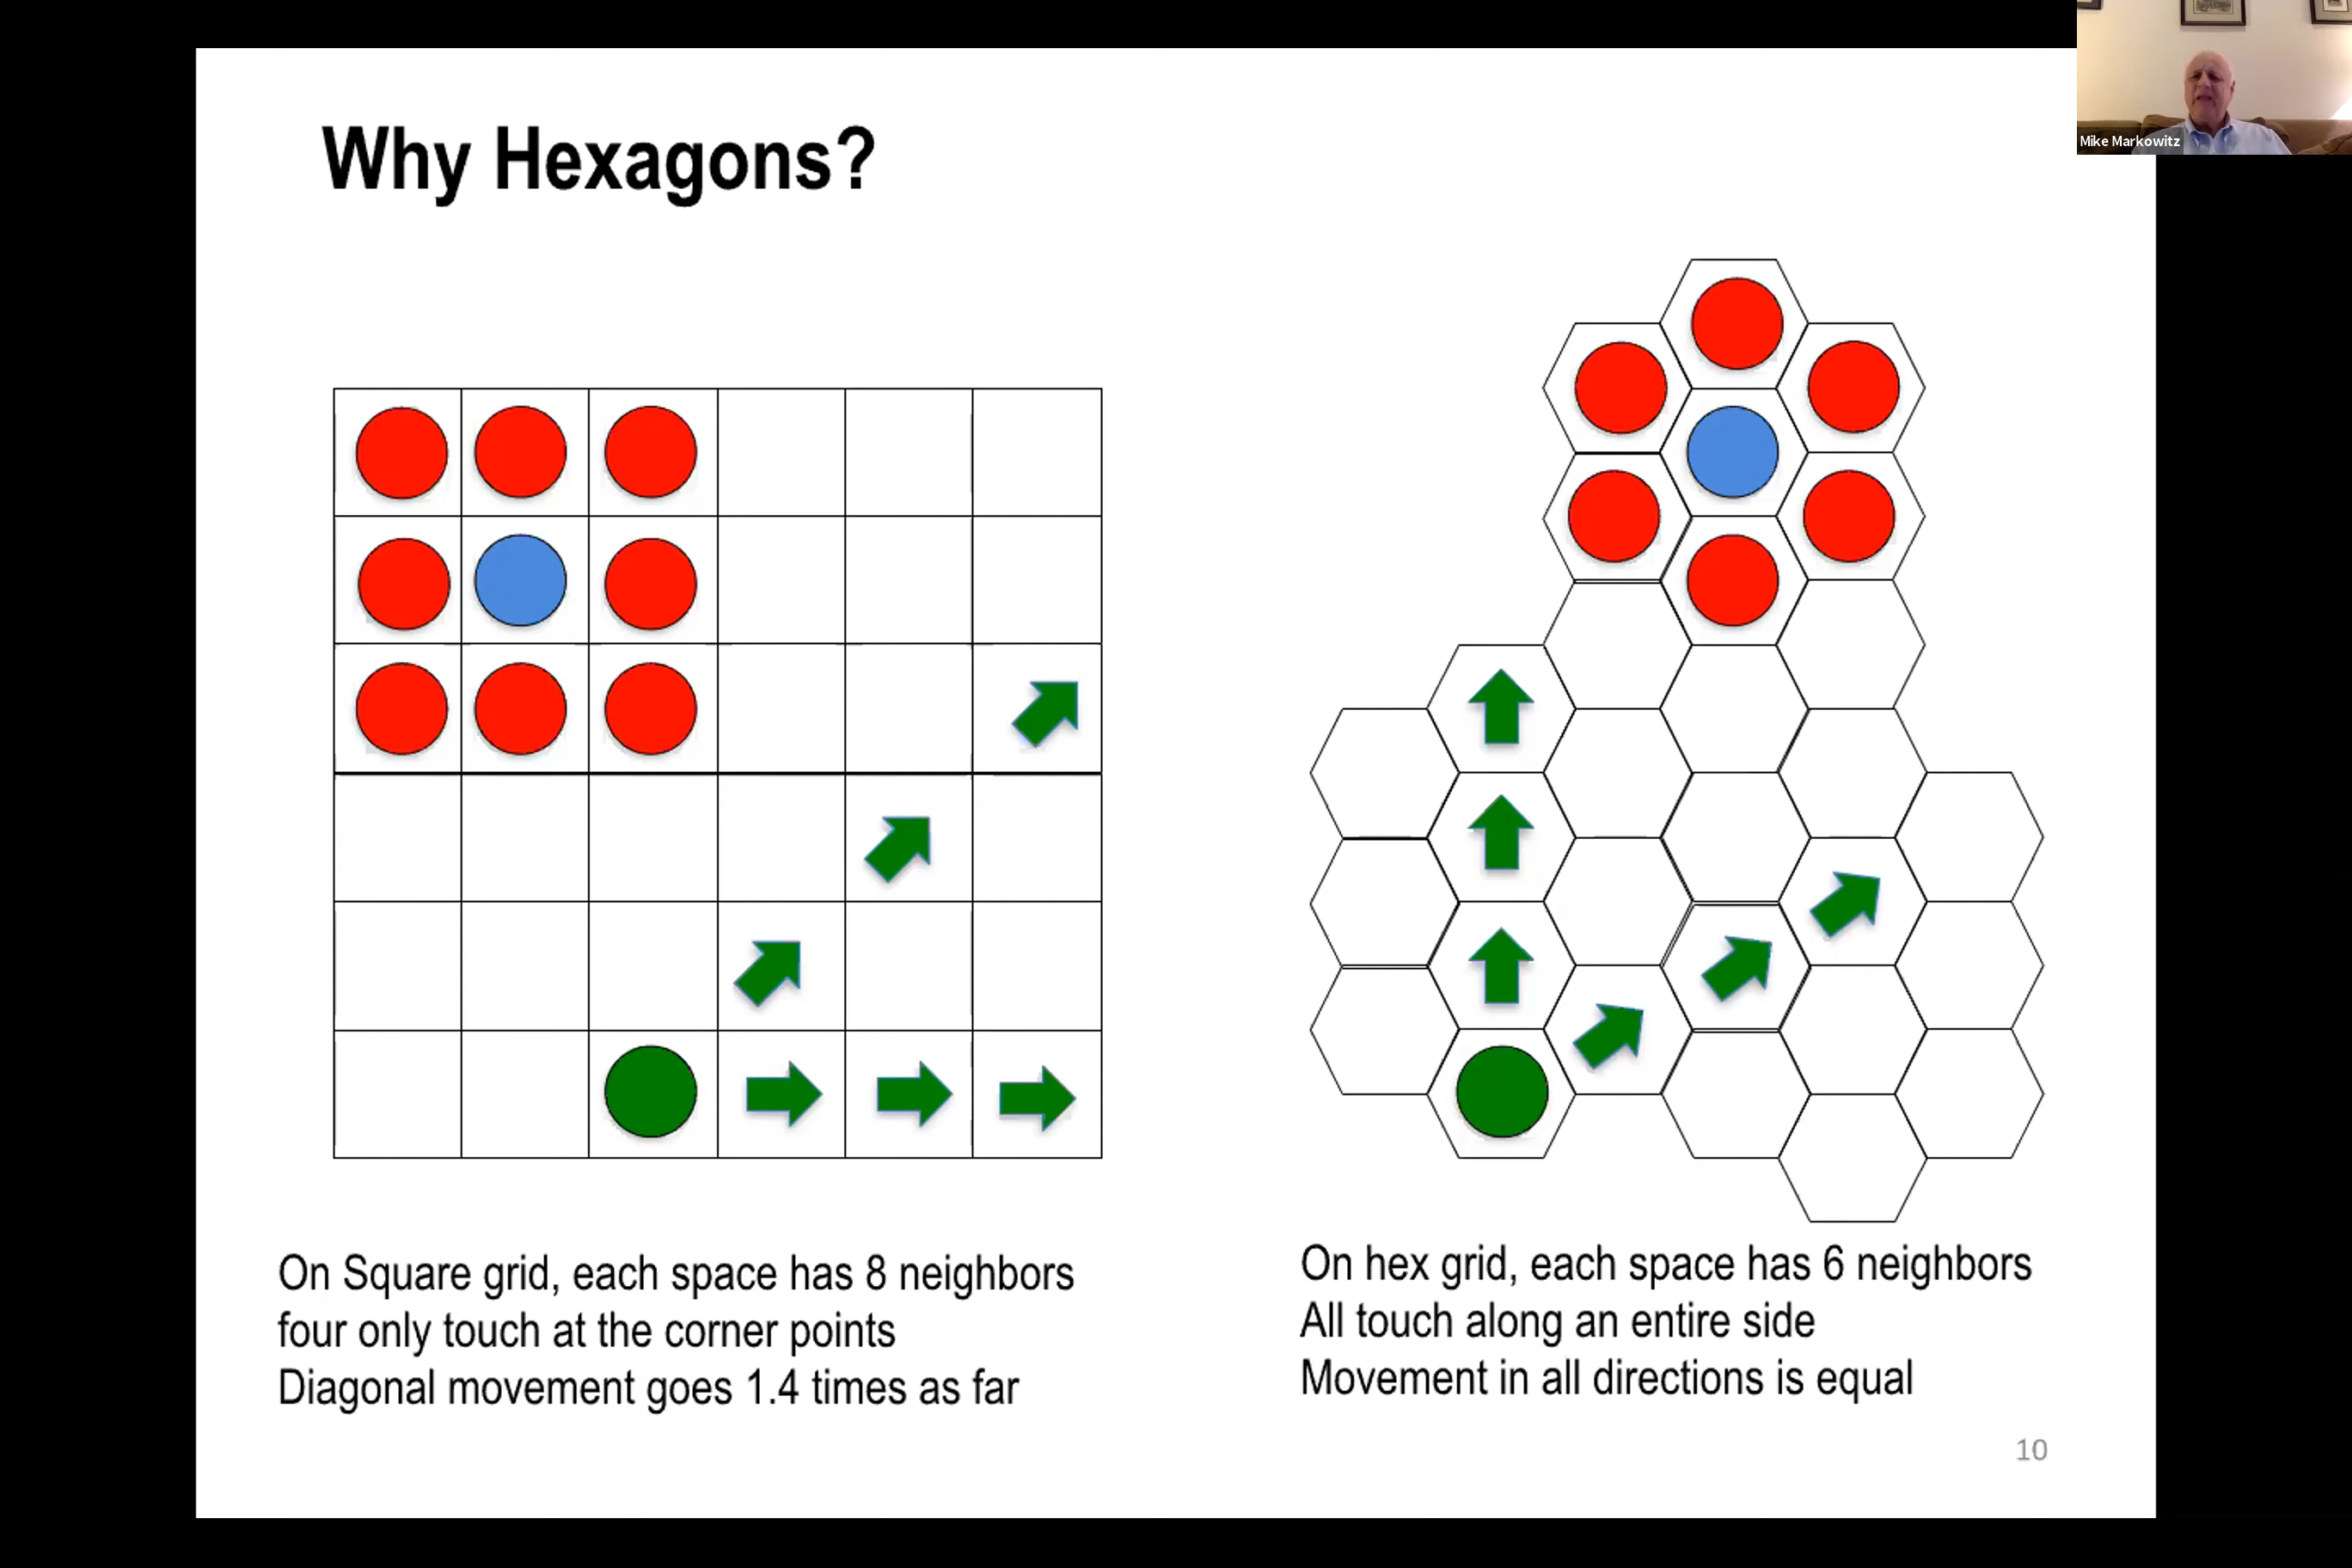 Why Hexagons?
Mike Markowitz
On Square grid, each space has 8 neighbors
four only touch at the corner points
Diagonal movement goes 1.4 times as far
On hex grid, each space has 6 neighbors
All touch along an entire side
Movement in all directions is equal
10